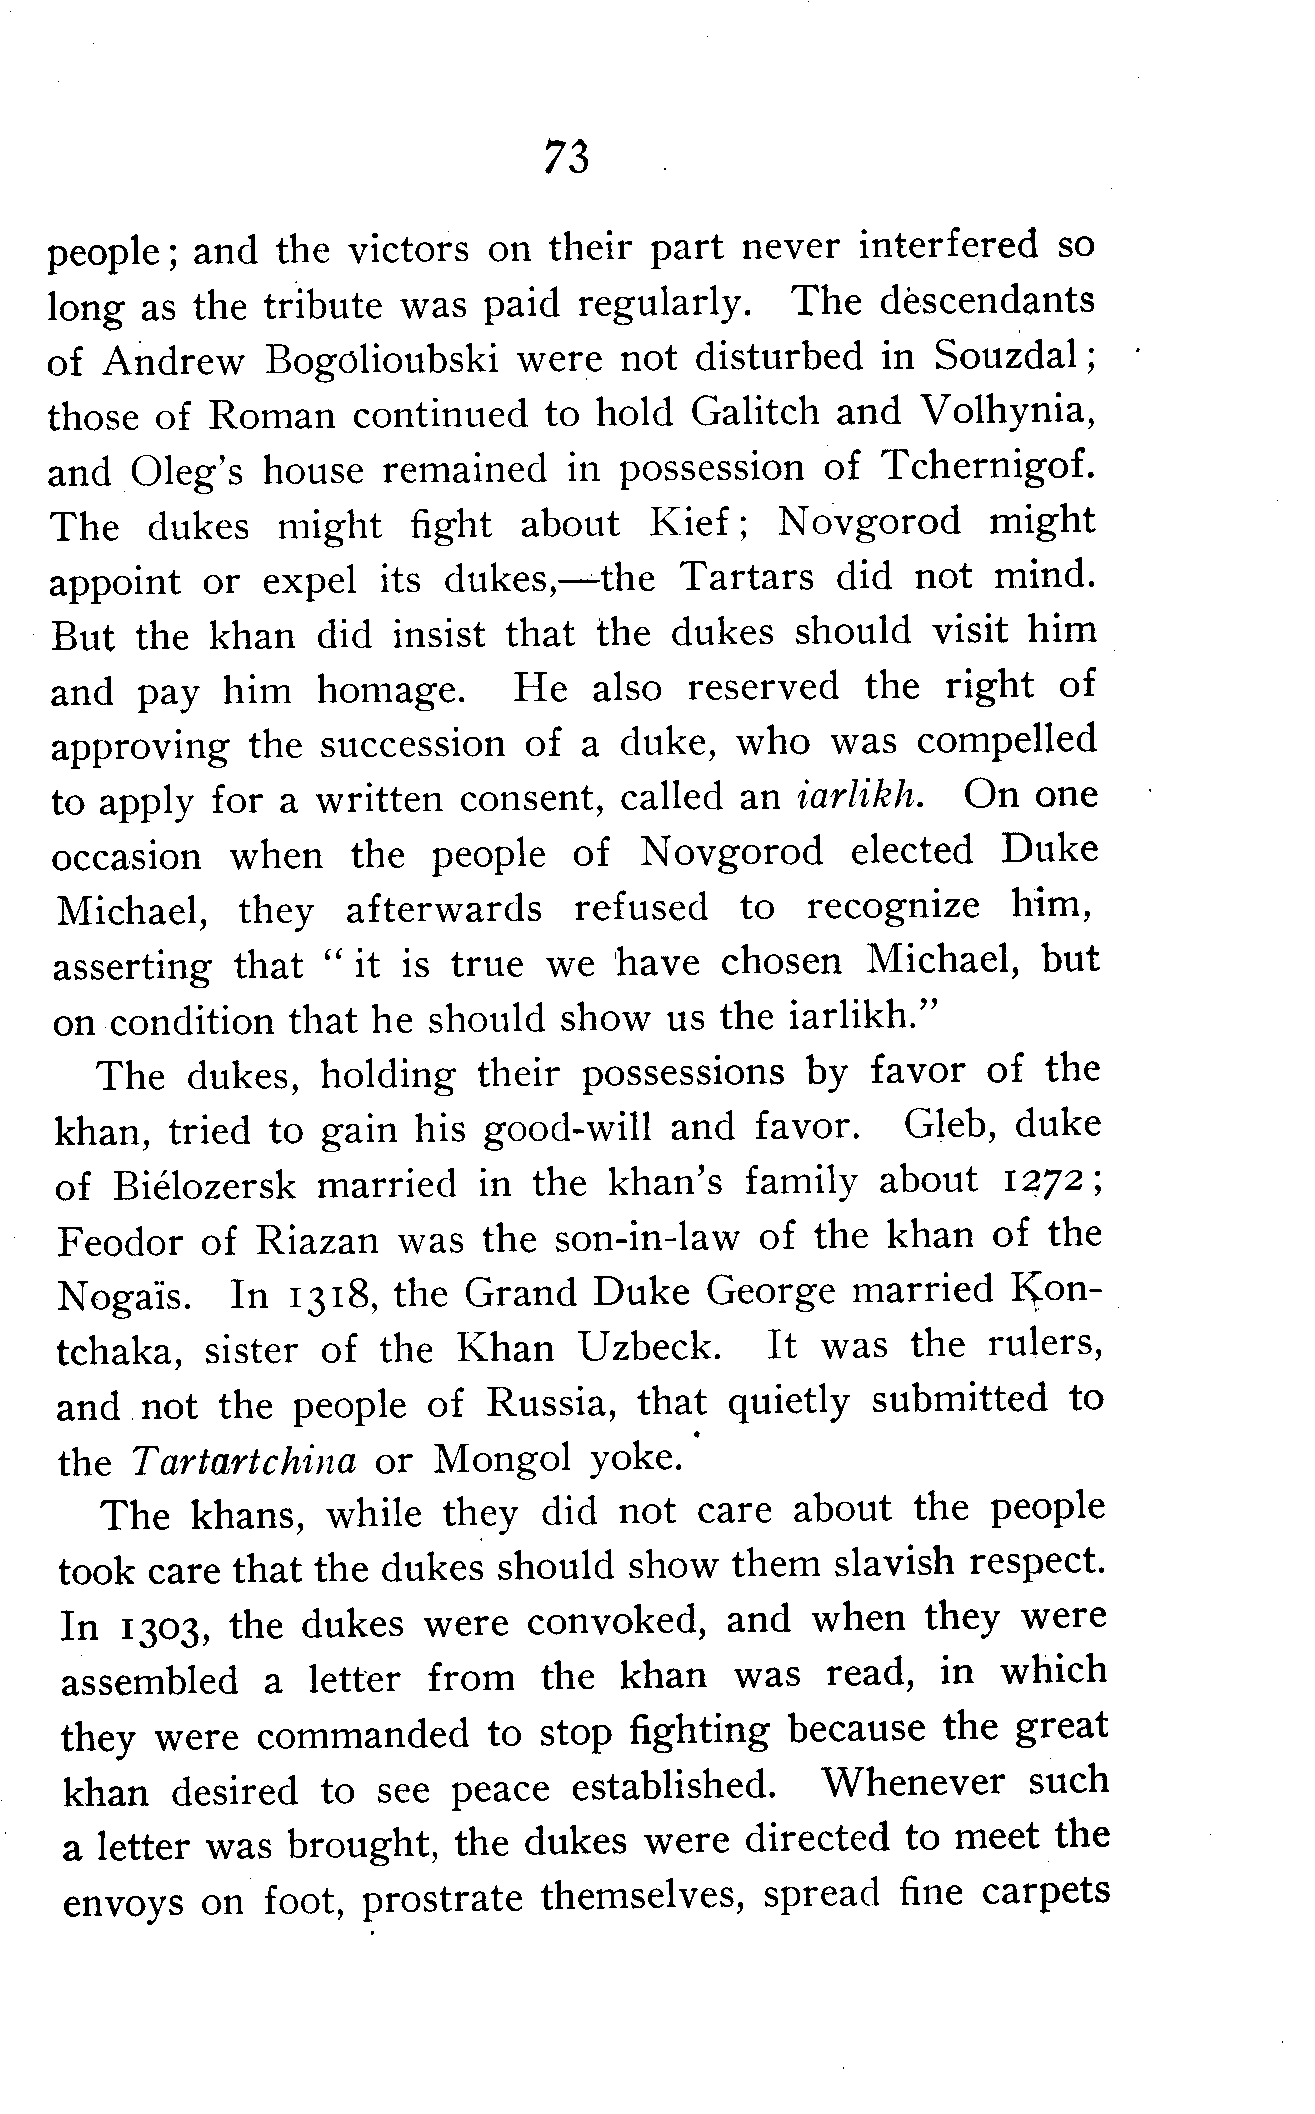 73
people; and the victors on their part never interfered so
long as the tribute was paid regularly. The descendants
of Andrew Bogolioubski were not disturbed in Souzdal;
those of Roman continued to hold Galitch and Volhynia,
and Oleg's house remained in possession of Tchernigof.
The dukes might fight about Kief; Novgorod might
appoint or expel its dukes,—the Tartars did not mind.
But the khan did insist that the dukes should visit him
and pay him homage. He also reserved the right of
approving the succession of a duke, who was compelled
to apply for a written consent, called an iarlikh. On one
occasion when the people of Novgorod elected Duke
Michael, they afterwards refused to recognize him,
asserting that "it is true we have chosen Michael, but
on condition that he should show us the iarlikh."
The dukes, holding their possessions by favor of the
khan, tried to gain his good-will and favor. Gleb, duke
of Biélozersk married in the khan's family about 1272;
Feodor of Riazan was the son-in-law of the khan of the
Nogaïs. In 1318, the Grand Duke George married Kon-
tchaka, sister of the Khan Uzbeck. It was the rulers,
and not the people of Russia, that quietly submitted to
the Tartartchina or Mongol yoke.
The khans, while they did not care about the people
took care that the dukes should show them slavish respect.
In 1303, the dukes were convoked, and when they were
assembled a letter from the khan was read, in which
they were commanded to stop fighting because the great
khan desired to see peace established. Whenever such
a letter was brought, the dukes were directed to meet the
envoys on foot, prostrate themselves, spread fine carpets